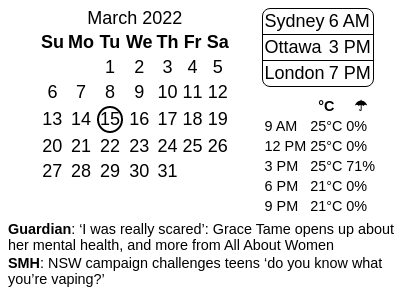 March 2022
Su Mo Tu We Th Fr Sa
1 2 3 4 5
6 7 8 9 10 11 12
13 14 15 16 17 18 19
20 21 22 23 24 25 26
27 28 29 30 31
Sydney 6 AM
Ottawa 3 PM
London 7 PM
°C ☂
9 AM 25°C 0%
12 PM 25°C 0%
3 PM 25°C 71%
6 PM 21°C 0%
9 PM 21°C 0%
Guardian: ‘I was really scared’: Grace Tame opens up about
her mental health, and more from All About Women
SMH: NSW campaign challenges teens ‘do you know what
you’re vaping?’